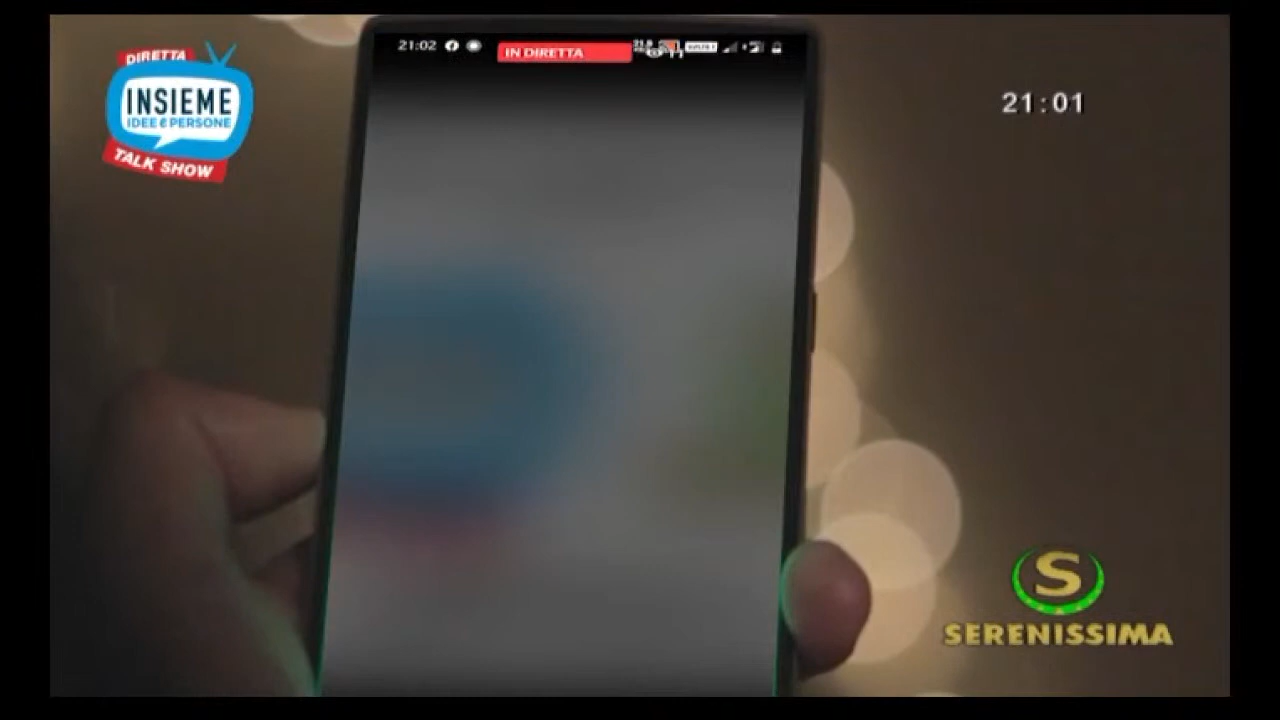 DIRETTA
INSIEME
IDEE E PERSONE
TALK SHOW
21:02
IN DIRETTA
21:01
S
SERENISSIMA